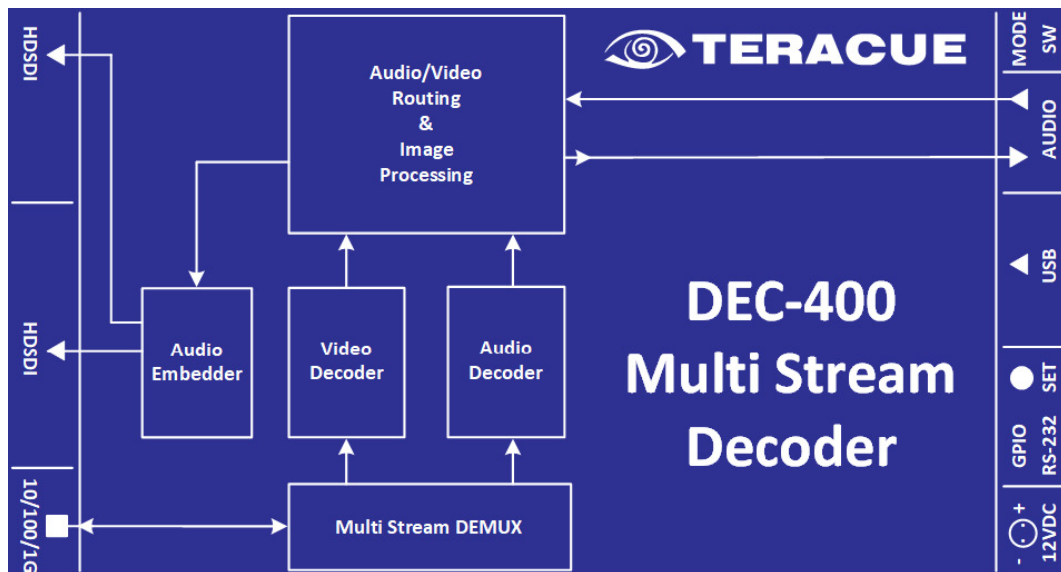 HDSDI
HDSDI
10/100/1G
Audio/Video
Routing
&
Image
Processing
Audio
Embedder
Video
Decoder
Audio
Decoder
Multi Stream DEMUX
TERACUE
DEC-400
Multi Stream
Decoder
MODE
SW
AUDIO
USB
SET
GPIO
RS-232
- +
12VDC